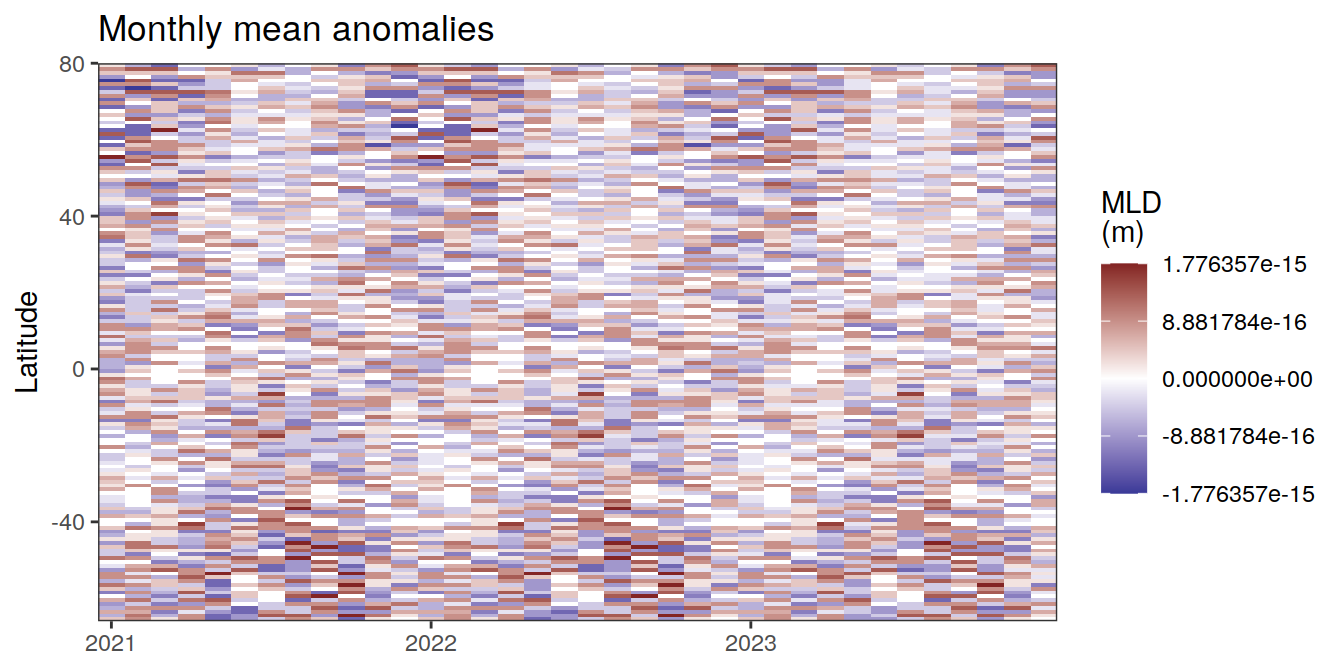 Monthly mean anomalies
80
40
0
-40
Latitude
2021
2022
2023
MLD
(m)
1.776357e-15
8.881784e-16
0.000000e+00
-8.881784e-16
-1.776357e-15